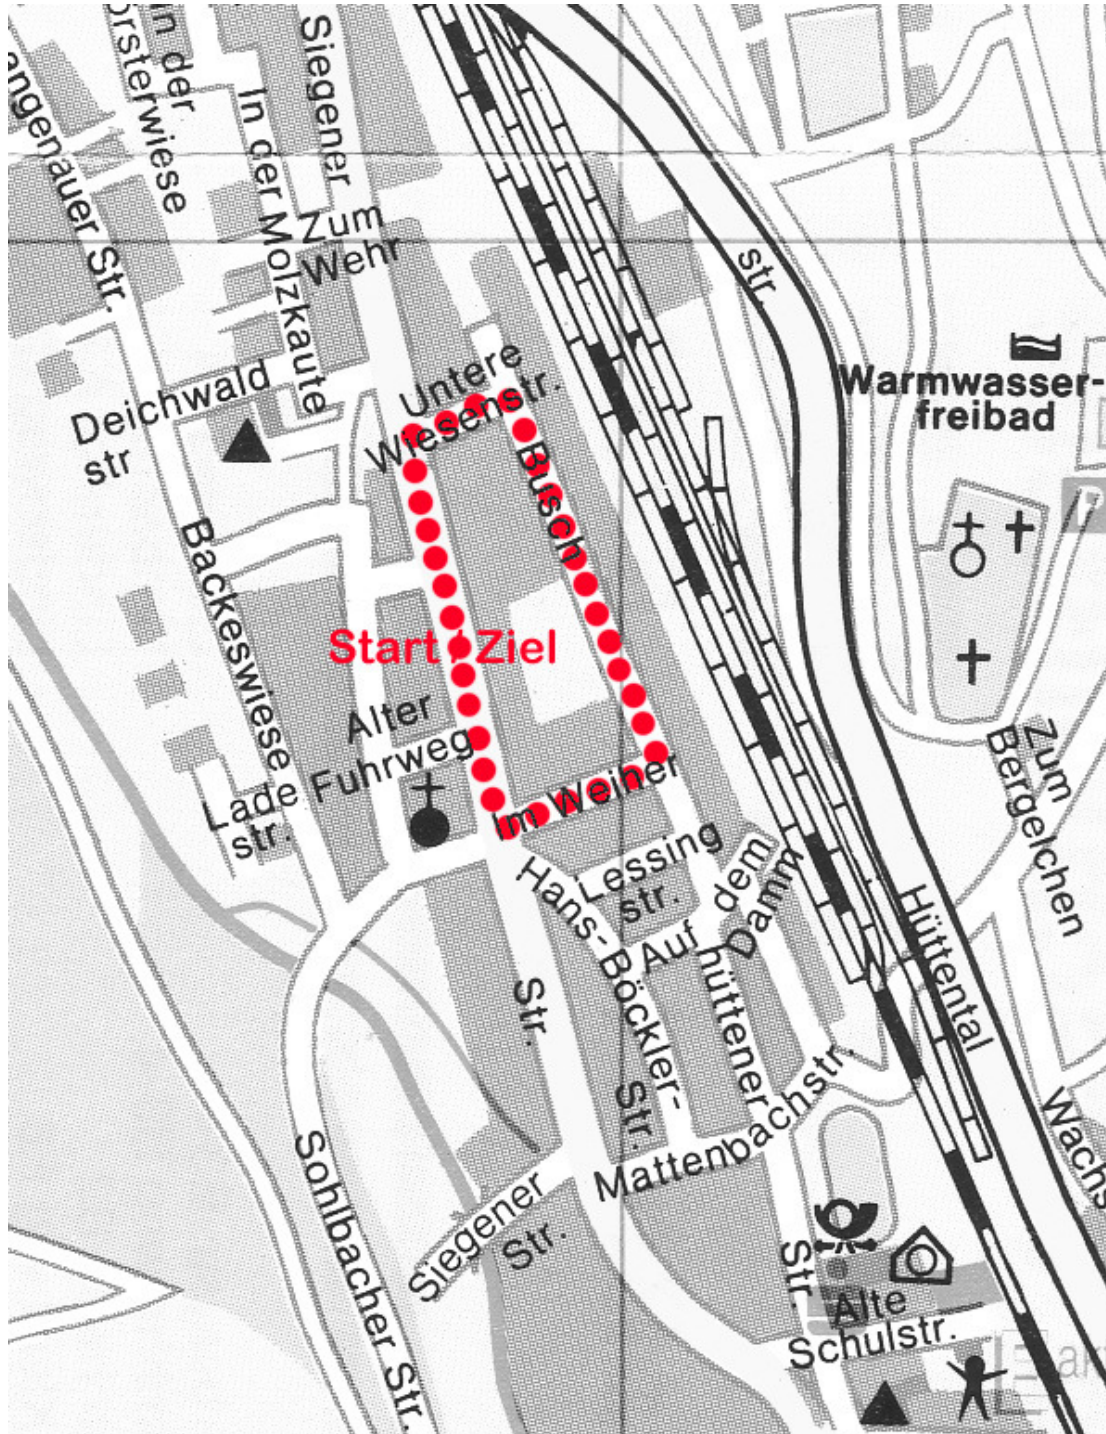 in der
orsterwiese
engenauer Str.
In der Molzkaute
Siegener
Zum
Wehr
str.
Warmwasser-
freibad
Deichwald
str
Untere
Wiesenstr.
Busch
Backeswiese
Start / Ziel
Alter
Fuhrweg
Lade
str.
Im Weiher
Zum
Bergelchen
Lessing
str.
Hans-
Böckler-
Str.
Auf dem
Damm
hüttener
Str.
Hüttental
Str.
Mattenbachstr.
Wachs
Siegener
Str.
Sohlbacher Str.
Alte
Schulstr.